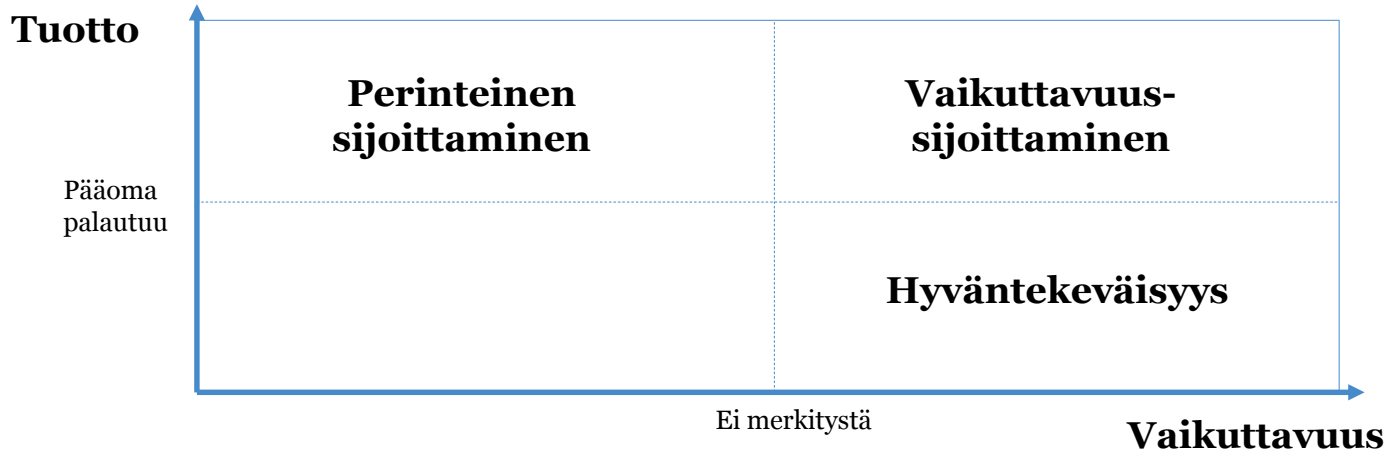 Tuotto
Perinteinen
sijoittaminen
Vaikuttavuus-
sijoittaminen
Pääoma
palautuu
Hyväntekeväisyys
Ei merkitystä
Vaikuttavuus